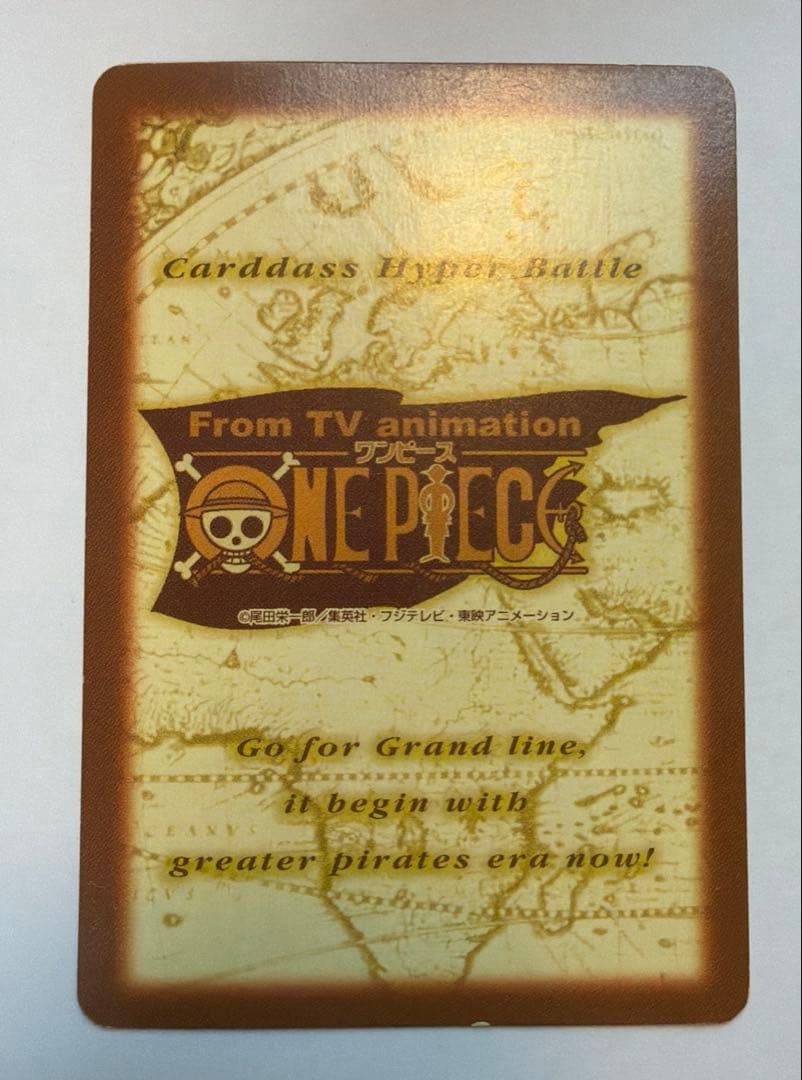 Carddass Hyper Battle
From TV animation
ワンピース
ONE PIECE
©尾田栄一郎／集英社・フジテレビ・東映アニメーション
Go for Grand line,
it begin with
greater pirates era now!